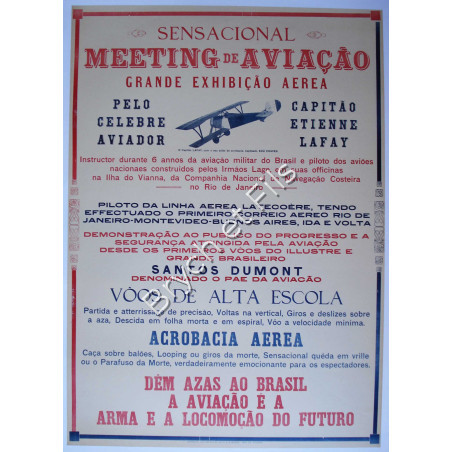 SENSACIONAL
MEETING DE AVIAÇÃO
GRANDE EXHIBIÇÃO AEREA
PELO
CELEBRE
AVIADOR
CAPITÃO
ETIENNE
LAFAY
Instructor durante 6 annos da aviação militar do Brasil e piloto dos aviões
nacionaes construidos pelos Irmãos Lage nas suas officinas
na Ilha do Vianna, da Companhia Nacional de Navegação Costeira
no Rio de Janeiro
PILOTO DA LINHA AEREA LATECOÈRE, TENDO
EFFECTUADO O PRIMEIRO CORREIO AEREO RIO DE
JANEIRO-MONTEVIDEO-BUENOS AIRES, IDA E VOLTA
DEMONSTRAÇÃO AO PUBLICO DO PROGRESSO E A
SEGURANÇA ATTINGIDA PELA AVIAÇÃO
DESDE OS PRIMEIROS VÔOS DO ILLUSTRE E
GRANDE BRASILEIRO
SANTOS DUMONT
DENOMINADO O PAE DA AVIAÇÃO
VÔOS DE ALTA ESCOLA
Partida e atterrissagem de precisão, Voltas na vertical, Giros e deslizes sobre
a aza, Descida em folha morta e em espiral, Vôo a velocidade minima.
ACROBACIA AEREA
Caça sobre balões, Looping ou giros da morte, Sensacional quéda em vrille
ou o Parafuso da Morte, verdadeiramente emocionante para os espectadores.
DÊM AZAS AO BRASIL
A AVIAÇÃO É A
ARMA E A LOCOMOÇÃO DO FUTURO
Bryce et Fils